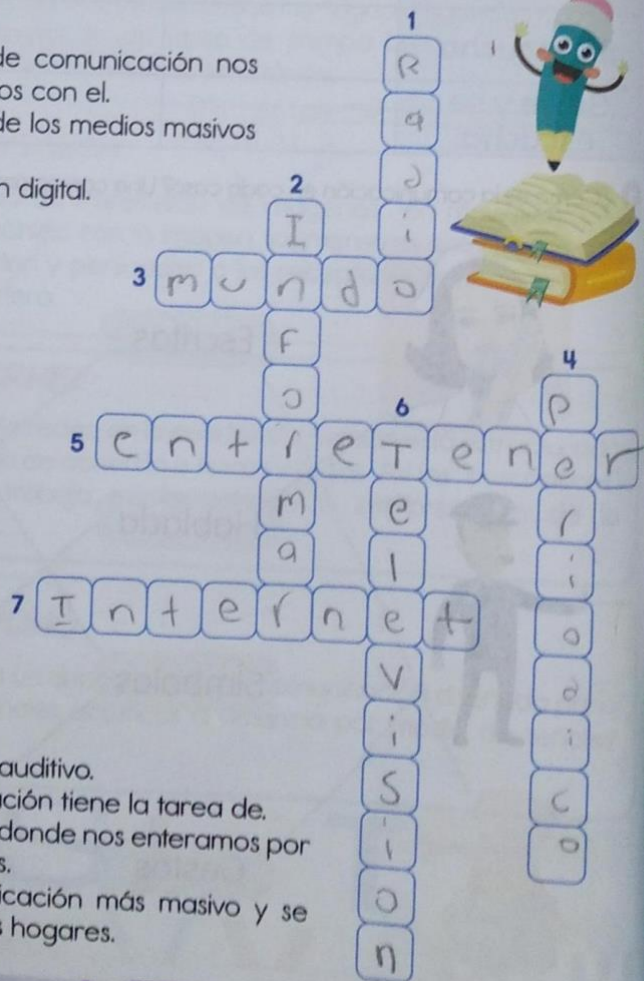 de comunicación nos
os con el.
de los medios masivos
n digital.
1 Radio
2 Informar
3 mundo
4 Periodico
5 entreTener
6 Television
7 Internet
auditivo.
ción tiene la tarea de.
donde nos enteramos por
s.
icación más masivo y se
s hogares.